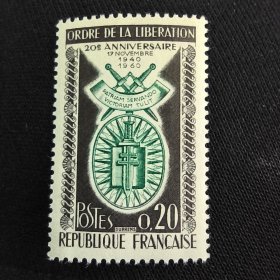 ORDRE DE LA LIBERATION
20e ANNIVERSAIRE
17 NOVEMBRE
1940
1960
PATRIAM SERVANDO
VICTORIAM TULIT
POSTES 0,20
REPUBLIQUE FRANÇAISE